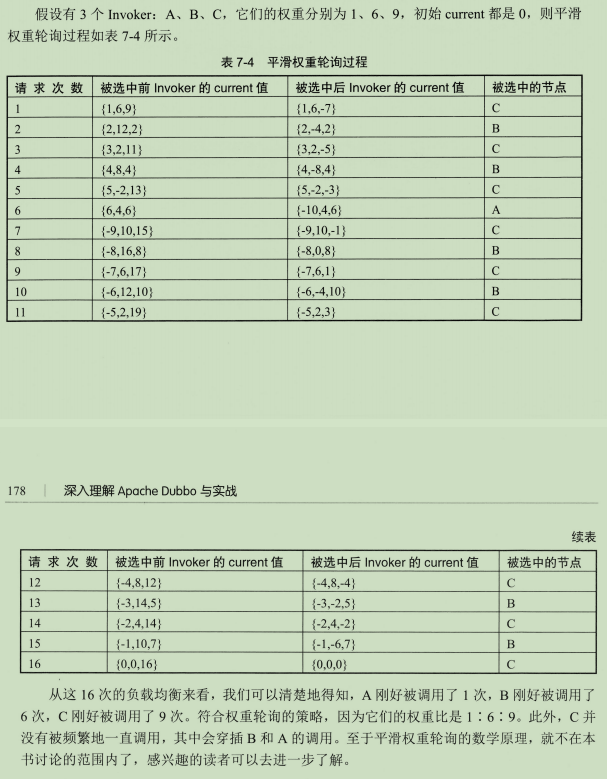 假设有 3 个 Invoker：A、B、C，它们的权重分别为 1、6、9，初始 current 都是 0，则平滑
权重轮询过程如表 7-4 所示。
表 7-4　平滑权重轮询过程
请求次数 被选中前 Invoker 的 current 值 被选中后 Invoker 的 current 值 被选中的节点
1 {1,6,9} {1,6,-7} C
2 {2,12,2} {2,-4,2} B
3 {3,2,11} {3,2,-5} C
4 {4,8,4} {4,-8,4} B
5 {5,-2,13} {5,-2,-3} C
6 {6,4,6} {-10,4,6} A
7 {-9,10,15} {-9,10,-1} C
8 {-8,16,8} {-8,0,8} B
9 {-7,6,17} {-7,6,1} C
10 {-6,12,10} {-6,-4,10} B
11 {-5,2,19} {-5,2,3} C
178 | 深入理解 Apache Dubbo 与实战
续表
请求次数 被选中前 Invoker 的 current 值 被选中后 Invoker 的 current 值 被选中的节点
12 {-4,8,12} {-4,8,-4} C
13 {-3,14,5} {-3,-2,5} B
14 {-2,4,14} {-2,4,-2} C
15 {-1,10,7} {-1,-6,7} B
16 {0,0,16} {0,0,0} C
从这 16 次的负载均衡来看，我们可以清楚地得知，A 刚好被调用了 1 次，B 刚好被调用了
6 次，C 刚好被调用了 9 次。符合权重轮询的策略，因为它们的权重比是 1∶6∶9。此外，C 并
没有被频繁地一直调用，其中会穿插 B 和 A 的调用。至于平滑权重轮询的数学原理，就不在本
书讨论的范围内了，感兴趣的读者可以去进一步了解。